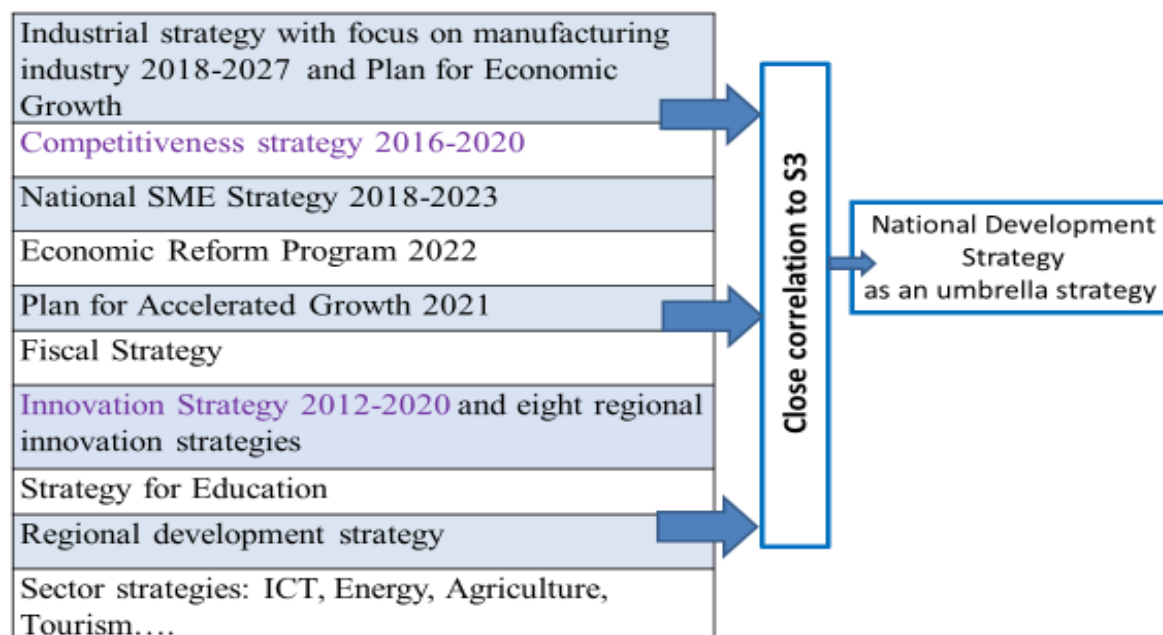 Industrial strategy with focus on manufacturing
industry 2018-2027 and Plan for Economic
Growth
Competitiveness strategy 2016-2020
National SME Strategy 2018-2023
Economic Reform Program 2022
Plan for Accelerated Growth 2021
Fiscal Strategy
Innovation Strategy 2012-2020 and eight regional
innovation strategies
Strategy for Education
Regional development strategy
Sector strategies: ICT, Energy, Agriculture,
Tourism….
Close correlation to S3
National Development
Strategy
as an umbrella strategy